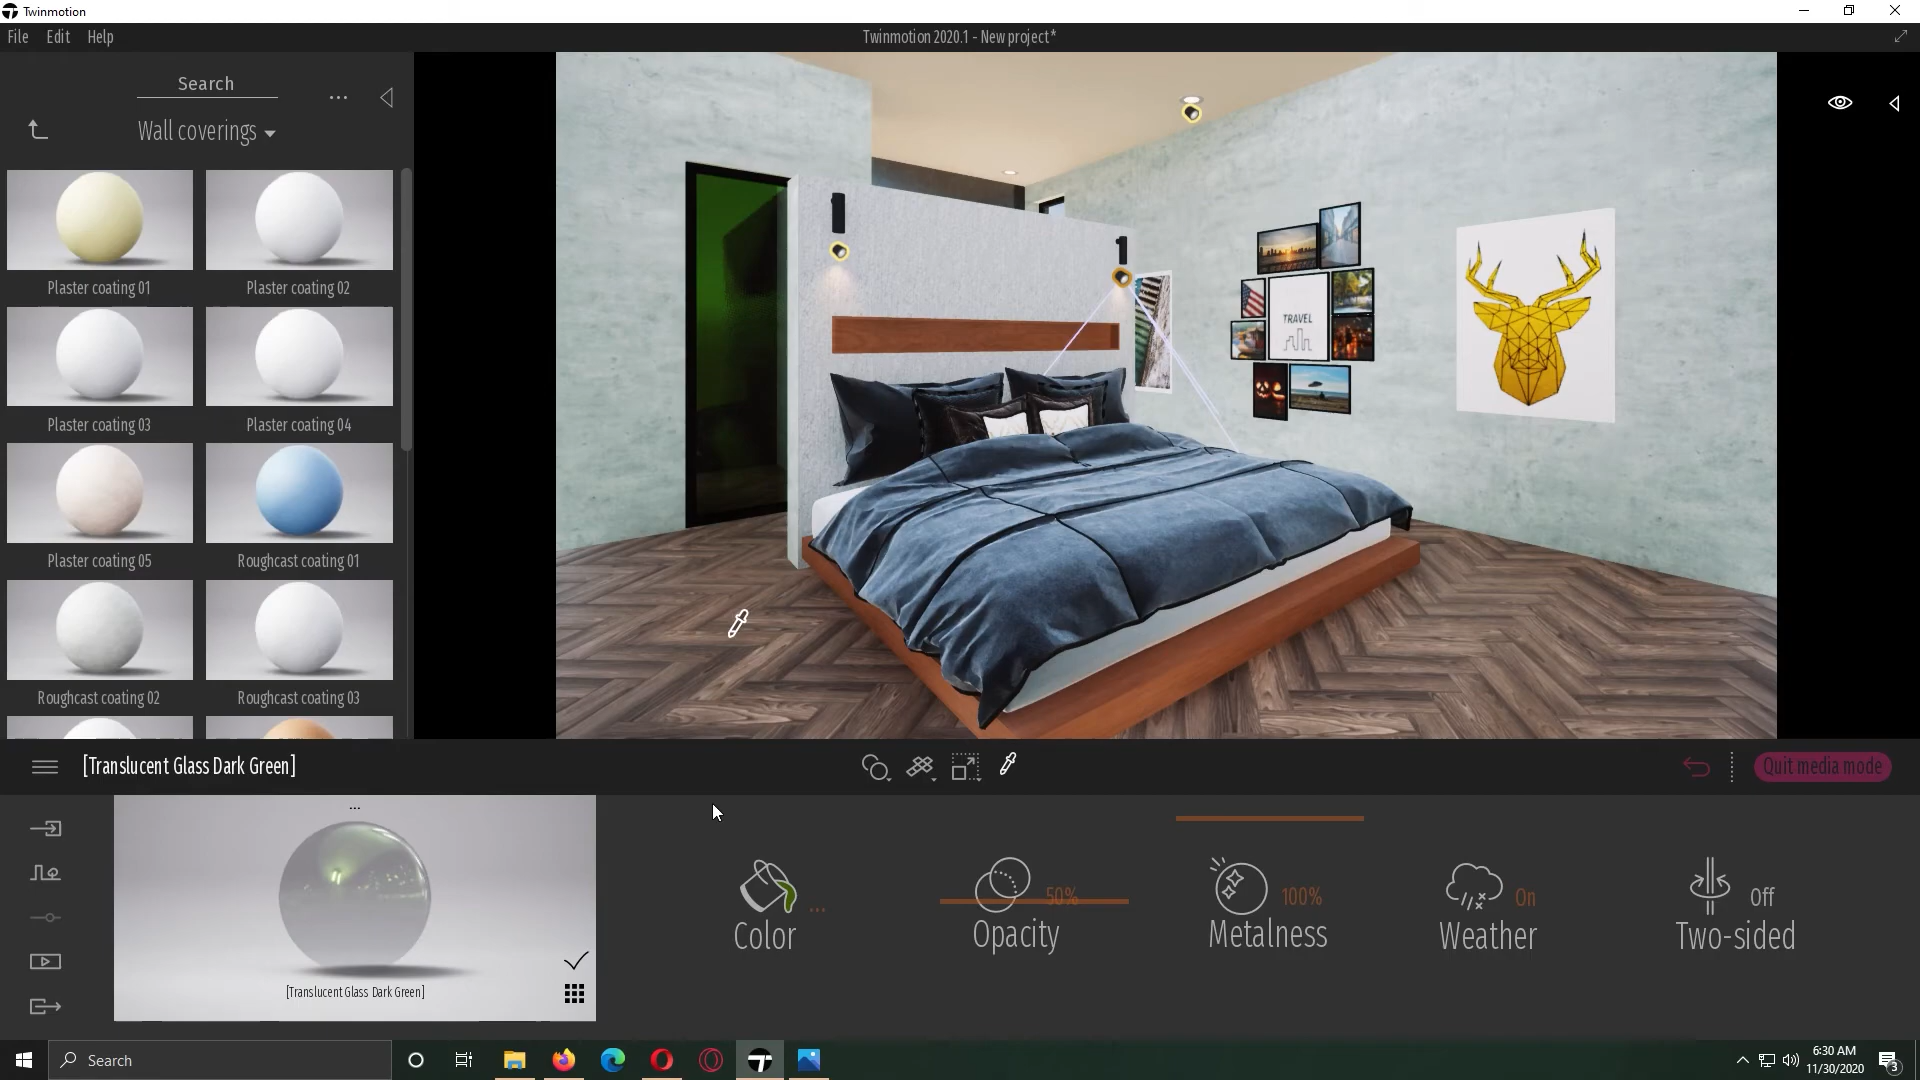 Twinmotion
File Edit Help
Twinmotion 2020.1 - New project*
Search
...
Wall coverings
Plaster coating 01
Plaster coating 02
Plaster coating 03
Plaster coating 04
Plaster coating 05
Roughcast coating 01
Roughcast coating 02
Roughcast coating 03
TRAVEL
[Translucent Glass Dark Green]
Quit media mode
...
[Translucent Glass Dark Green]
...
Color
50%
Opacity
100%
Metalness
On
Weather
Off
Two-sided
Search
6:30 AM
11/30/2020
3